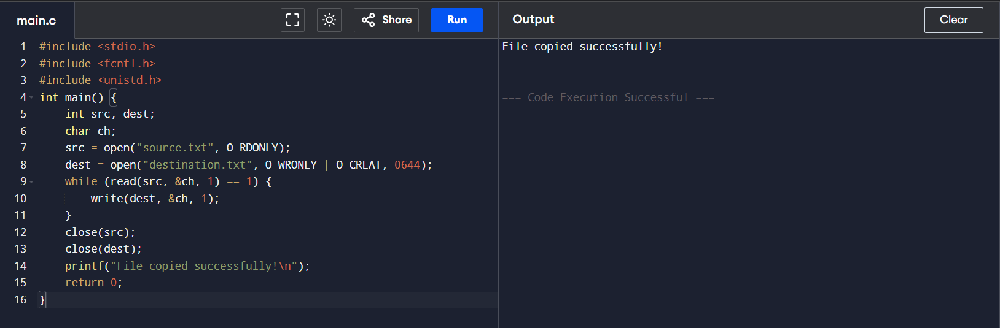 main.c Share Run Output Clear
1 #include <stdio.h>
2 #include <fcntl.h>
3 #include <unistd.h>
4 int main() {
5     int src, dest;
6     char ch;
7     src = open("source.txt", O_RDONLY);
8     dest = open("destination.txt", O_WRONLY | O_CREAT, 0644);
9     while (read(src, &ch, 1) == 1) {
10         write(dest, &ch, 1);
11     }
12     close(src);
13     close(dest);
14     printf("File copied successfully!\n");
15     return 0;
16 }
File copied successfully!
=== Code Execution Successful ===